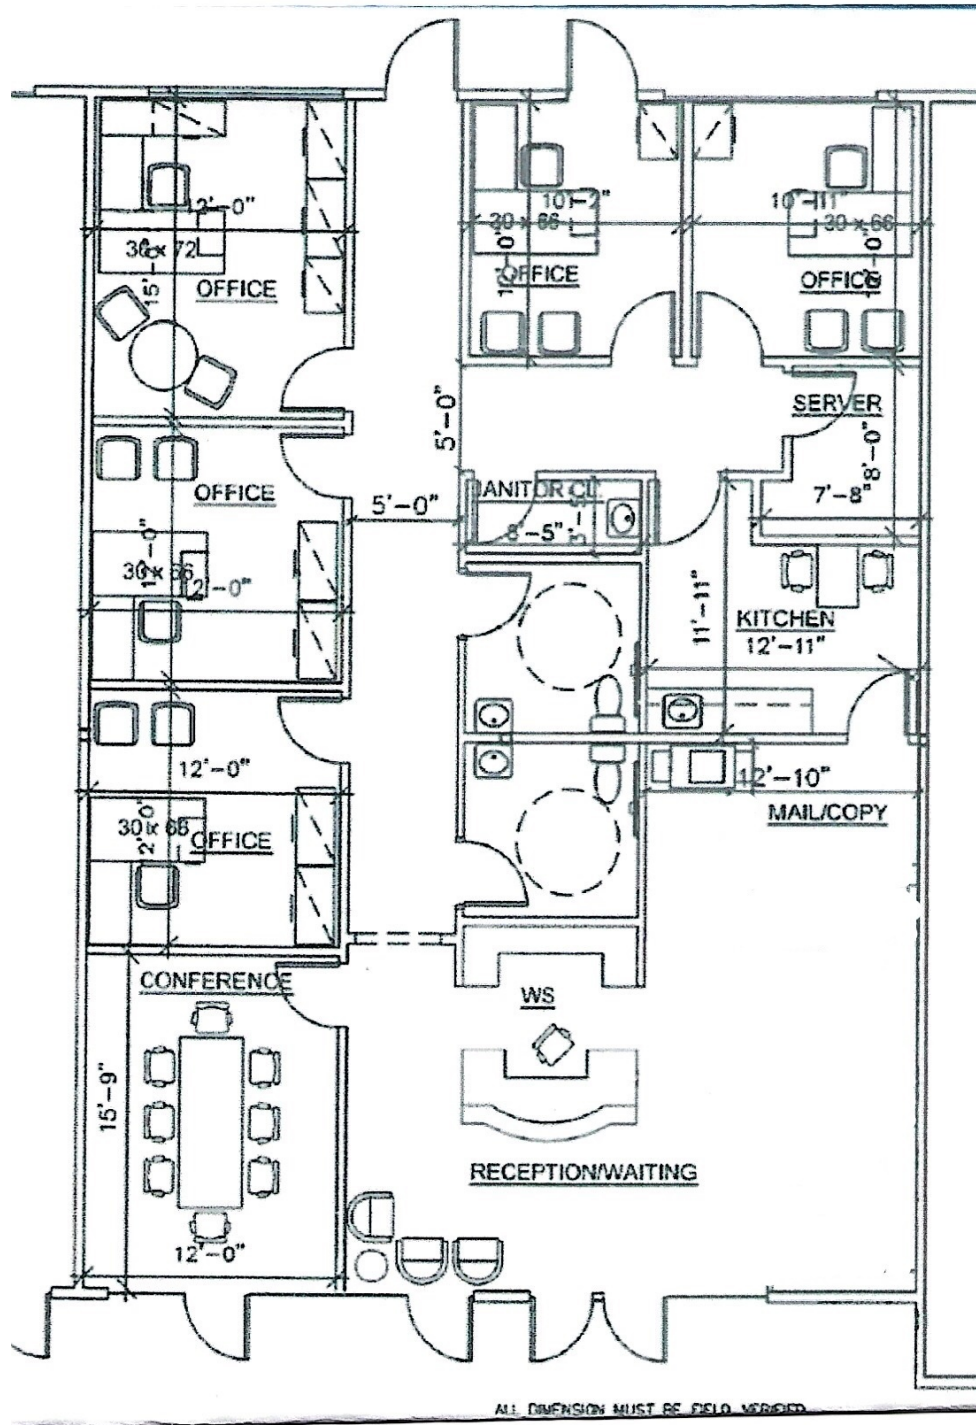 12'-0"
30 x 72
15'-0"
OFFICE
10'-2"
30 x 66
OFFICE
10'-11"
30 x 66
OFFICE
SERVER
8'-0"
7'-8"
5'-0"
OFFICE
5'-0"
JANITOR CL.
8'-5"
30 x 66
12'-0"
12'-0"
11'-11"
KITCHEN
12'-11"
12'-0"
12'-10"
MAIL/COPY
30 x 66
OFFICE
CONFERENCE
WS
15'-9"
RECEPTION/WAITING
12'-0"
ALL DIMENSION MUST BE FIELD VERIFIED